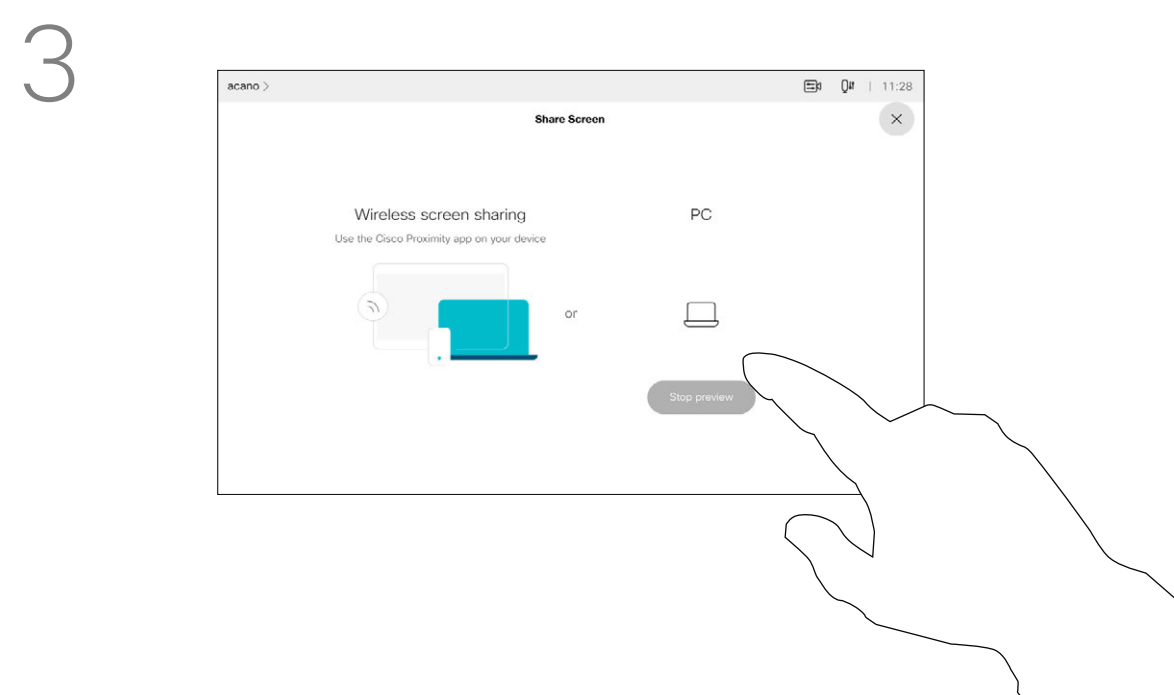 3
acano >
11:28
Share Screen
Wireless screen sharing
Use the Cisco Proximity app on your device
or
PC
Stop preview